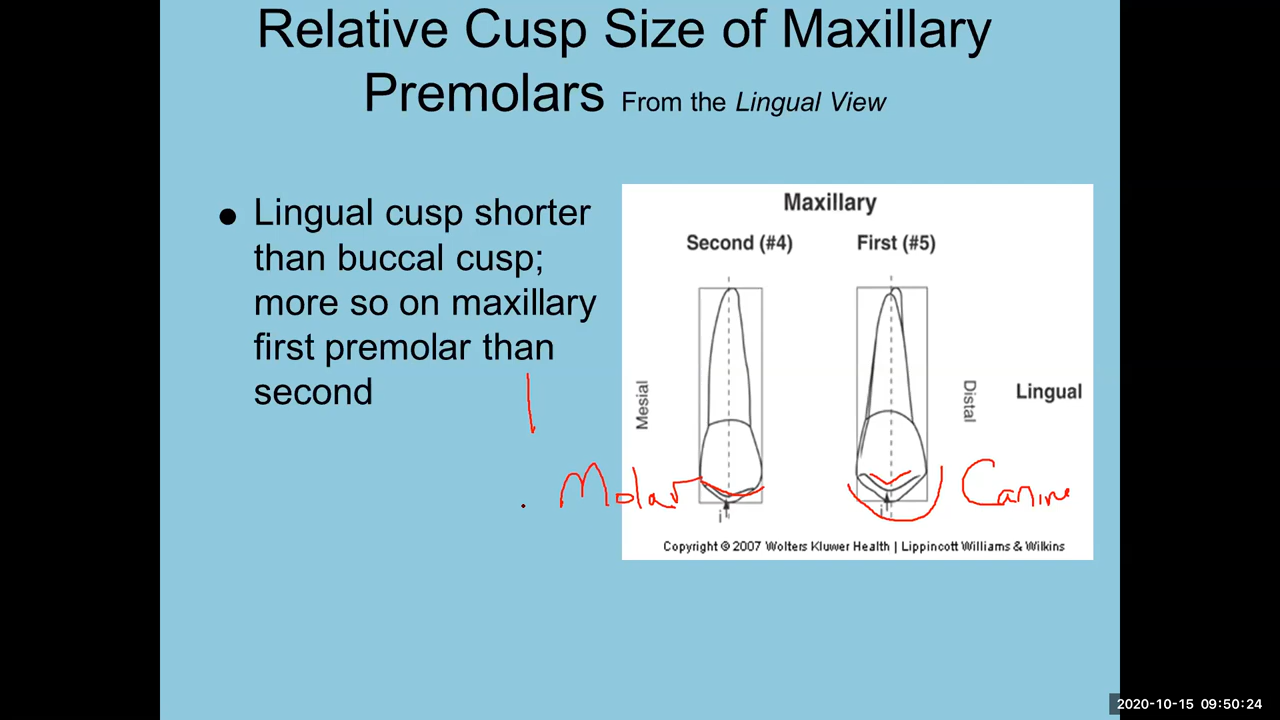 Relative Cusp Size of Maxillary
Premolars From the Lingual View
• Lingual cusp shorter
than buccal cusp;
more so on maxillary
first premolar than
second
Maxillary
Second (#4) First (#5)
Mesial
Distal
Lingual
Molar
Canine
i
i
Copyright © 2007 Wolters Kluwer Health | Lippincott Williams & Wilkins
2020-10-15 09:50:24